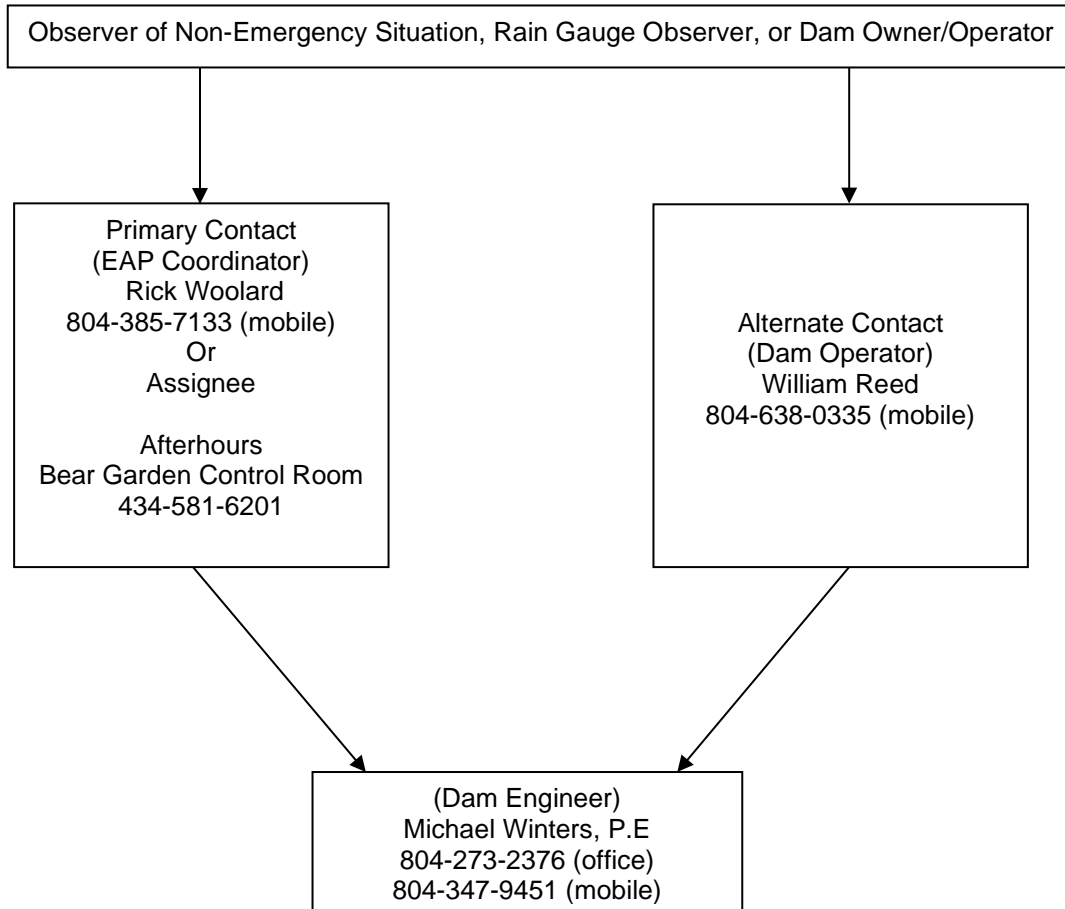 Observer of Non-Emergency Situation, Rain Gauge Observer, or Dam Owner/Operator
Primary Contact
(EAP Coordinator)
Rick Woolard
804-385-7133 (mobile)
Or
Assignee
Afterhours
Bear Garden Control Room
434-581-6201
Alternate Contact
(Dam Operator)
William Reed
804-638-0335 (mobile)
(Dam Engineer)
Michael Winters, P.E
804-273-2376 (office)
804-347-9451 (mobile)